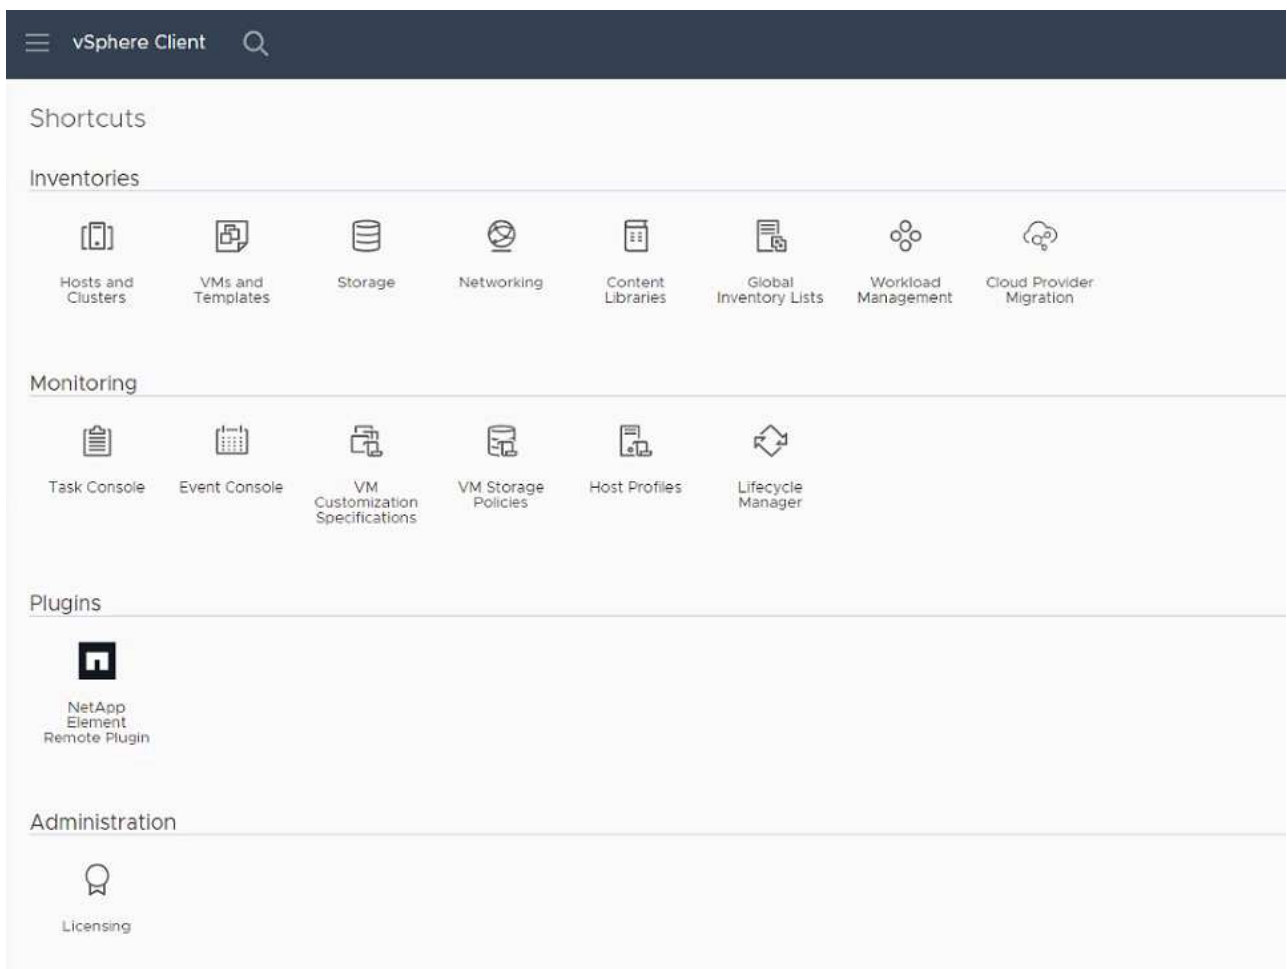 vSphere Client
Shortcuts
Inventories
Hosts and
Clusters
VMs and
Templates
Storage
Networking
Content
Libraries
Global
Inventory Lists
Workload
Management
Cloud Provider
Migration
Monitoring
Task Console
Event Console
VM
Customization
Specifications
VM Storage
Policies
Host Profiles
Lifecycle
Manager
Plugins
NetApp
Element
Remote Plugin
Administration
Licensing